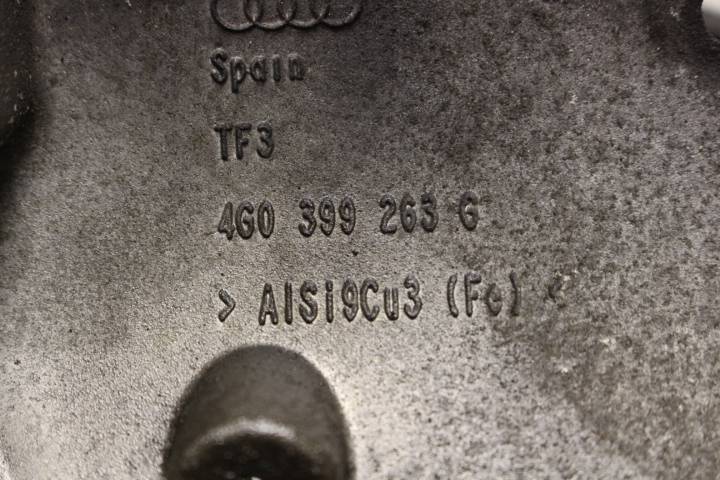 Spain
TF3
4G0 399 263 G
> AlSi9Cu3 (Fe) <